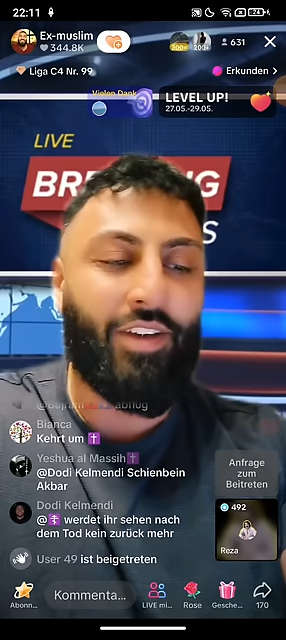 22:11
24
Ex-muslim
344.8K
200+
200+
631
Liga C4 Nr. 99
Erkunden >
Vielen Dank
LEVEL UP!
27.05.-29.05.
LIVE
Bianca
Kehrt um ✝️
Yeshua al Massih✝️
@Dodi Kelmendi Schienbein
Akbar
Dodi Kelmendi
@☦️ werdet ihr sehen nach
dem Tod kein zurück mehr
User 49 ist beigetreten
Anfrage
zum
Beitreten
492
Reza
Abonn...
Kommenta...
LIVE mi...
Rose
Gesche...
170